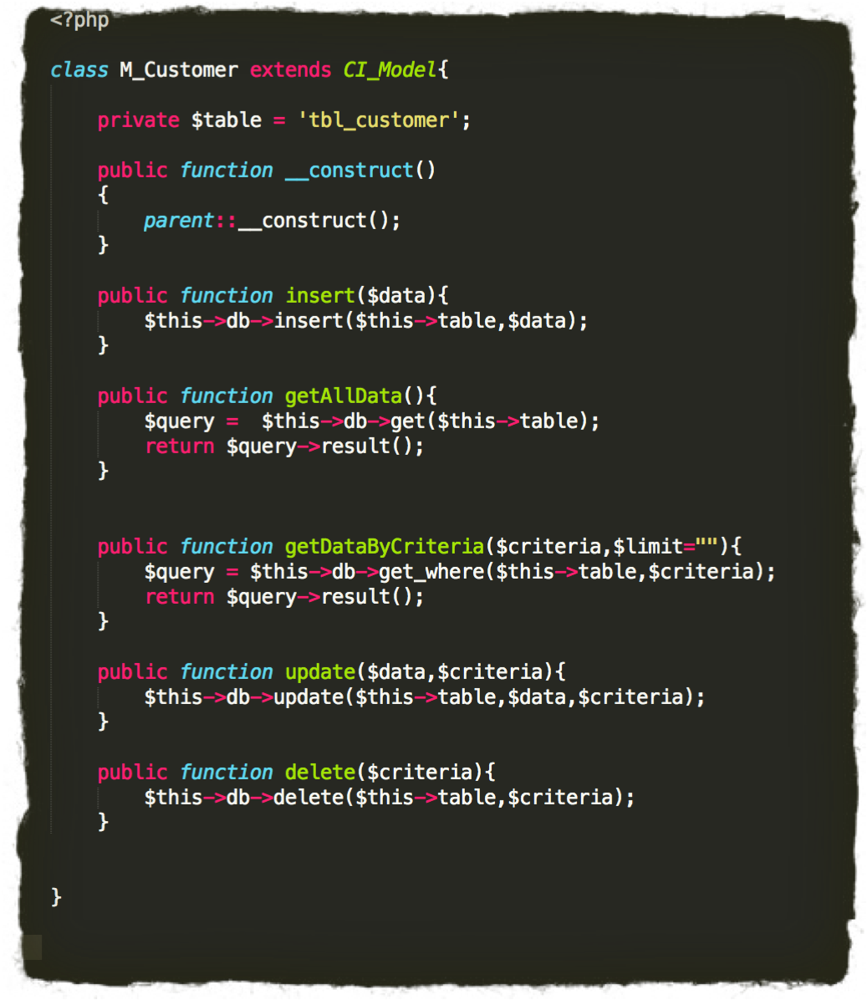 <?php
class M_Customer extends CI_Model{
private $table = 'tbl_customer';
public function __construct()
{
parent::__construct();
}
public function insert($data){
$this->db->insert($this->table,$data);
}
public function getAllData(){
$query =  $this->db->get($this->table);
return $query->result();
}
public function getDataByCriteria($criteria,$limit=""){
$query = $this->db->get_where($this->table,$criteria);
return $query->result();
}
public function update($data,$criteria){
$this->db->update($this->table,$data,$criteria);
}
public function delete($criteria){
$this->db->delete($this->table,$criteria);
}
}